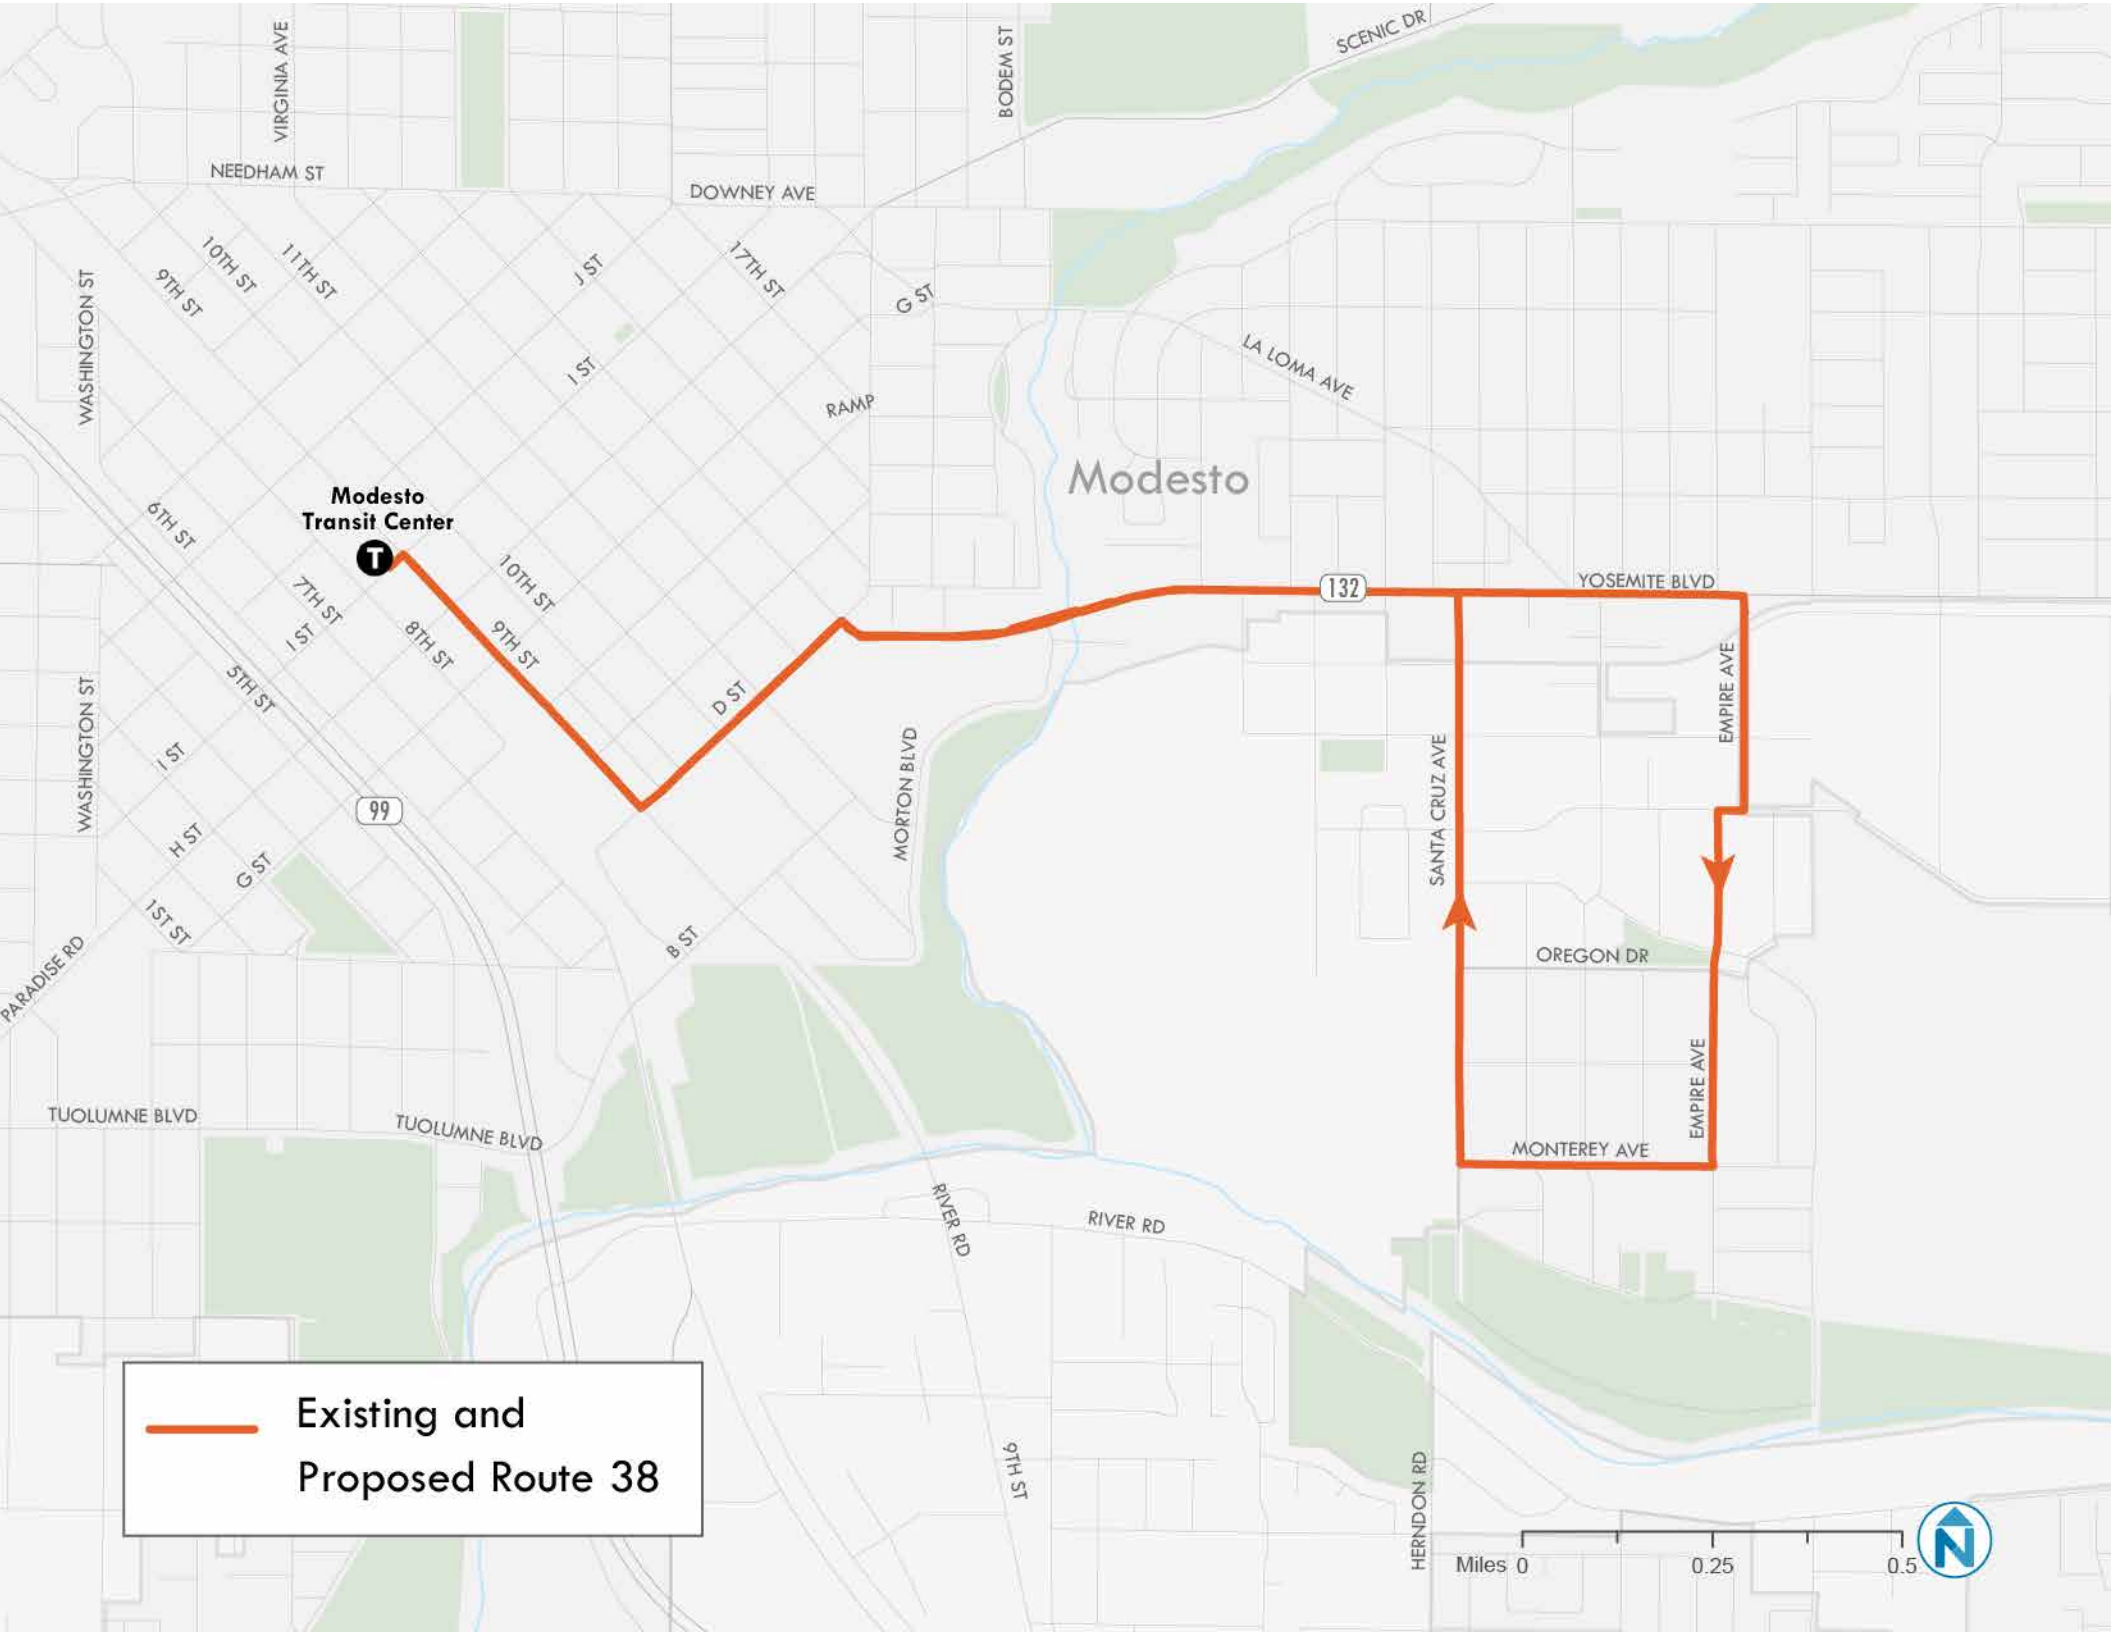 SCENIC DR
VIRGINIA AVE
BODEM ST
NEEDHAM ST
DOWNEY AVE
10TH ST
11TH ST
9TH ST
J ST
17TH ST
G ST
WASHINGTON ST
I ST
LA LOMA AVE
RAMP
Modesto
Modesto
Transit Center
T
6TH ST
7TH ST
I ST
8TH ST
10TH ST
9TH ST
132
YOSEMITE BLVD
5TH ST
D ST
EMPIRE AVE
WASHINGTON ST
I ST
MORTON BLVD
SANTA CRUZ AVE
99
H ST
G ST
1ST ST
B ST
PARADISE RD
OREGON DR
EMPIRE AVE
TUOLUMNE BLVD
TUOLUMNE BLVD
MONTEREY AVE
RIVER RD
RIVER RD
Existing and
Proposed Route 38
9TH ST
HERNDON RD
Miles 0 0.25 0.5
N